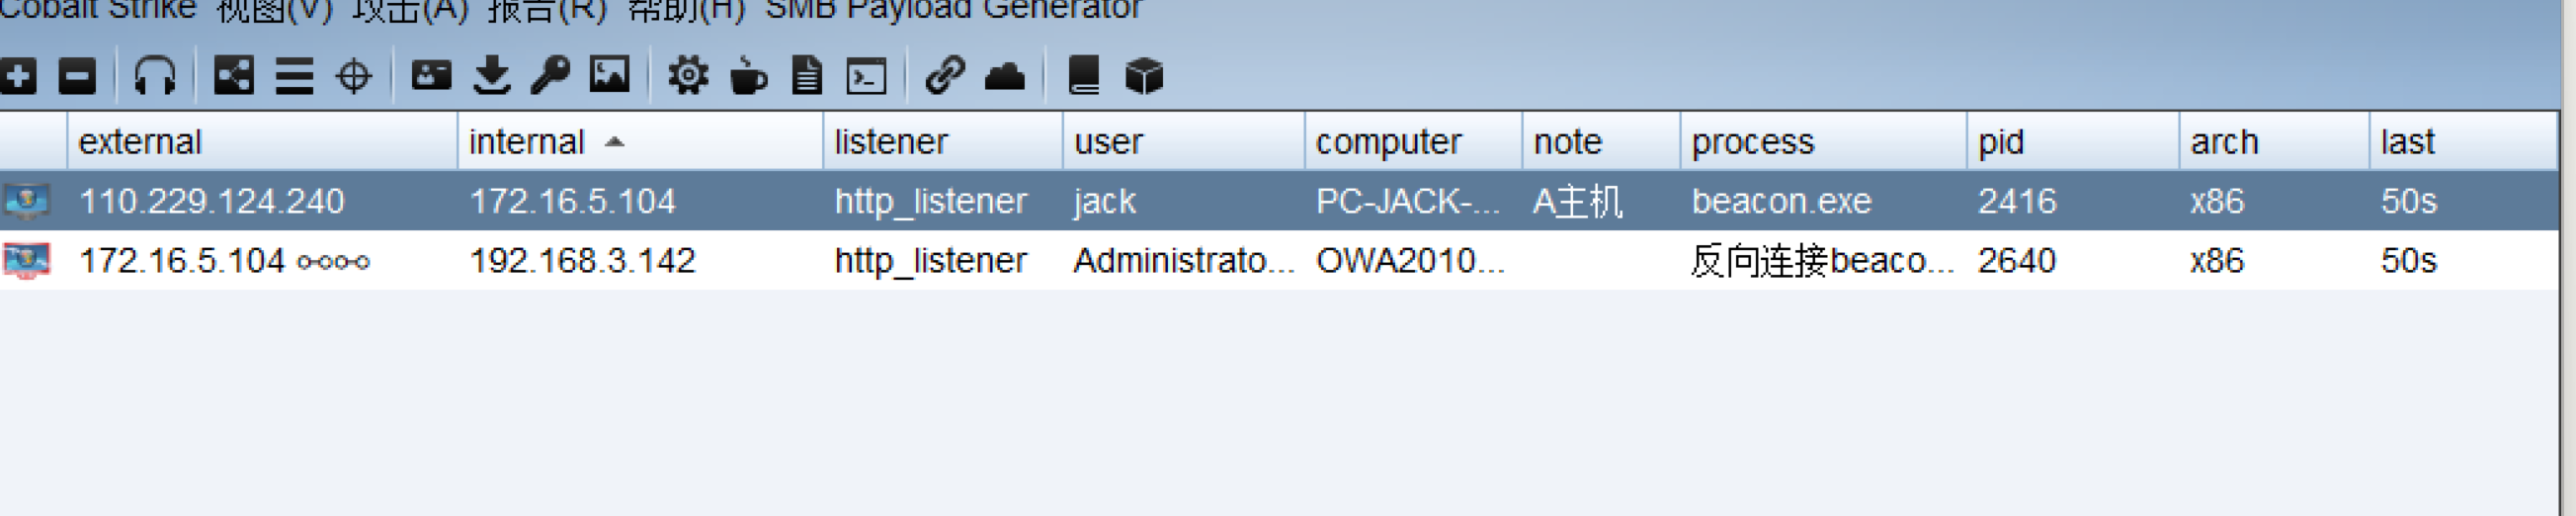 Cobalt Strike 视图(V) 攻击(A) 报告(R) 帮助(H) SMB Payload Generator
external internal listener user computer note process pid arch last
110.229.124.240 172.16.5.104 http_listener jack PC-JACK-... A主机 beacon.exe 2416 x86 50s
172.16.5.104 192.168.3.142 http_listener Administrato... OWA2010... 反向连接beaco... 2640 x86 50s